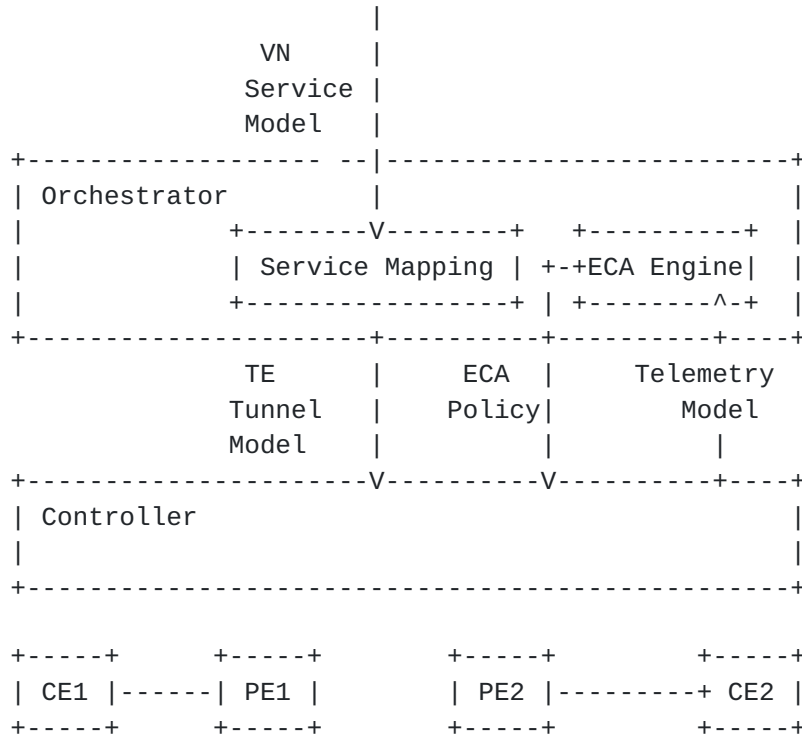 |
                VN      |
               Service  |
               Model    |
+------------------- --|---------------------------+
| Orchestrator         |                           |
|             +--------V--------+   +----------+  |
|             | Service Mapping | +-+ECA Engine|  |
|             +-----------------+ | +--------^-+  |
+----------------------+----------+----------+----+
               TE      |     ECA  |     Telemetry
              Tunnel   |    Policy|        Model
              Model    |          |          |
+----------------------V----------V----------+----+
| Controller                                      |
|                                                 |
+-------------------------------------------------+
+-----+      +-----+        +-----+         +-----+
| CE1 |------| PE1 |        | PE2 |---------+ CE2 |
+-----+      +-----+        +-----+         +-----+